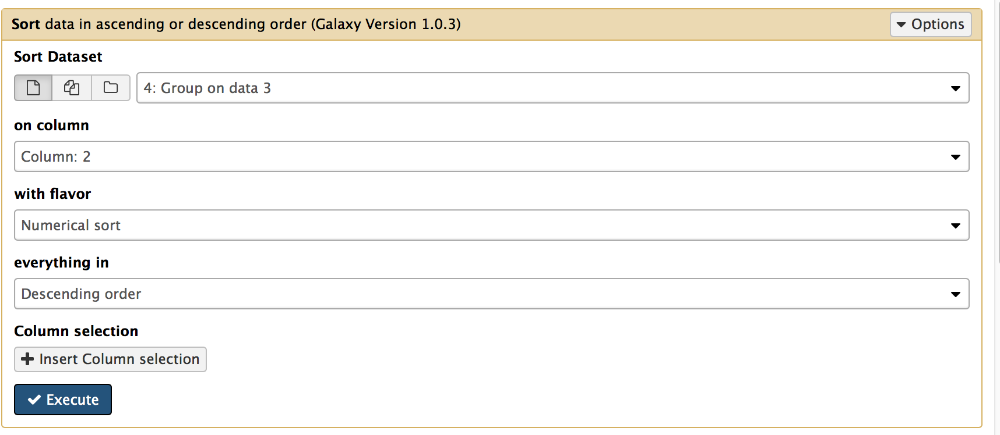 Sort data in ascending or descending order (Galaxy Version 1.0.3)
Options
Sort Dataset
4: Group on data 3
on column
Column: 2
with flavor
Numerical sort
everything in
Descending order
Column selection
Insert Column selection
Execute